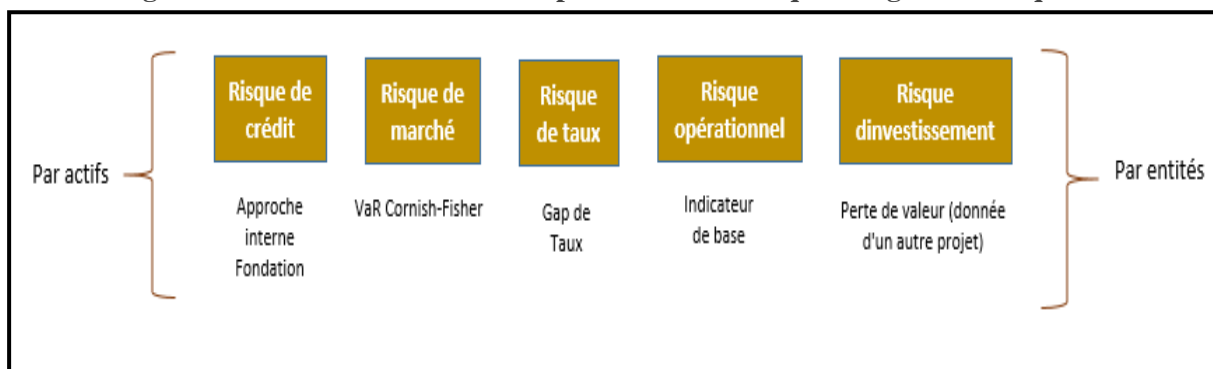 Risque de
crédit
Risque de
marché
Risque
de taux
Risque
opérationnel
Risque
dinvestissement
Par actifs
Par entités
Approche
interne
Fondation
VaR Cornish-Fisher
Gap de
Taux
Indicateur
de base
Perte de valeur (donnée
d'un autre projet)